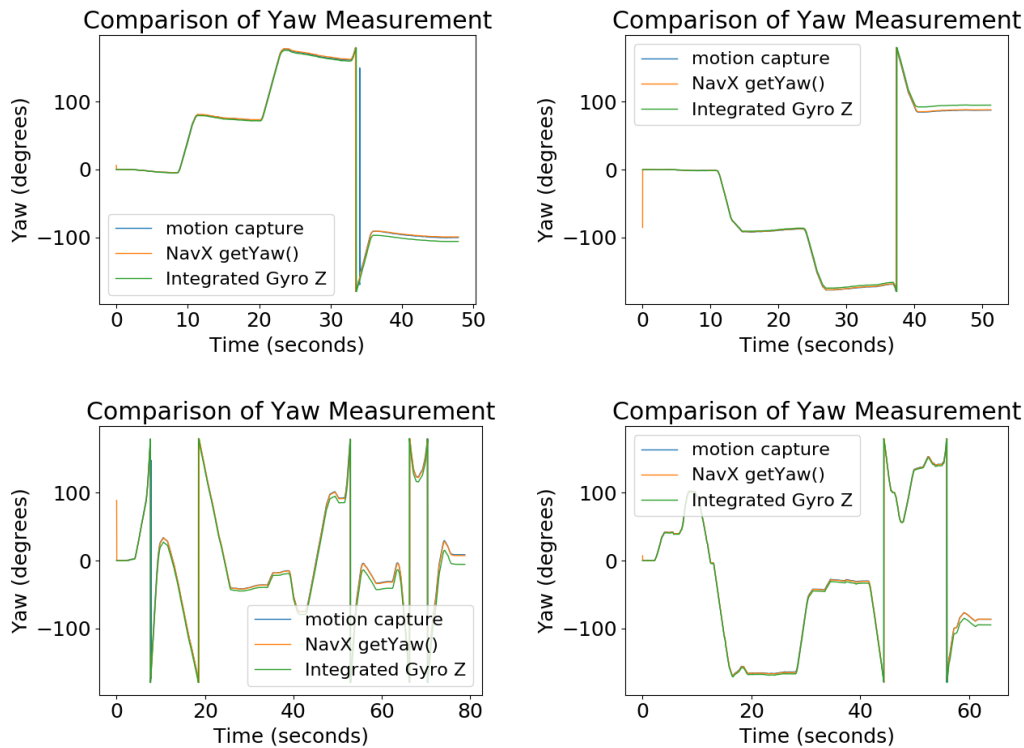 Comparison of Yaw Measurement
Yaw (degrees)
100
0
−100
motion capture
NavX getYaw()
Integrated Gyro Z
0 10 20 30 40 50
Time (seconds)
Comparison of Yaw Measurement
Yaw (degrees)
100
0
−100
motion capture
NavX getYaw()
Integrated Gyro Z
0 10 20 30 40 50
Time (seconds)
Comparison of Yaw Measurement
Yaw (degrees)
100
0
−100
motion capture
NavX getYaw()
Integrated Gyro Z
0 20 40 60 80
Time (seconds)
Comparison of Yaw Measurement
Yaw (degrees)
100
0
−100
motion capture
NavX getYaw()
Integrated Gyro Z
0 20 40 60
Time (seconds)